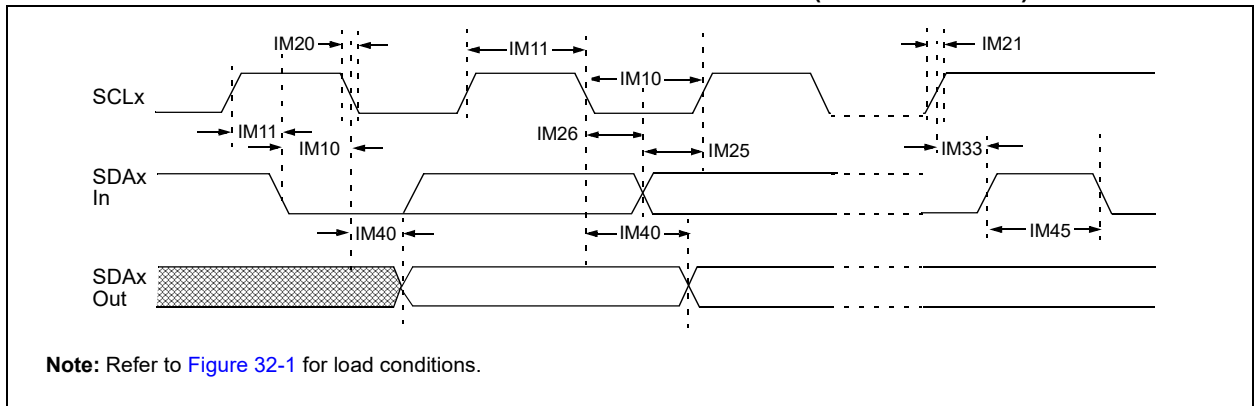 IM20
IM11
IM21
SCLx
IM10
IM11
IM10
IM26
IM25
IM33
SDAx
In
IM40
IM40
IM45
SDAx
Out
Note: Refer to Figure 32-1 for load conditions.